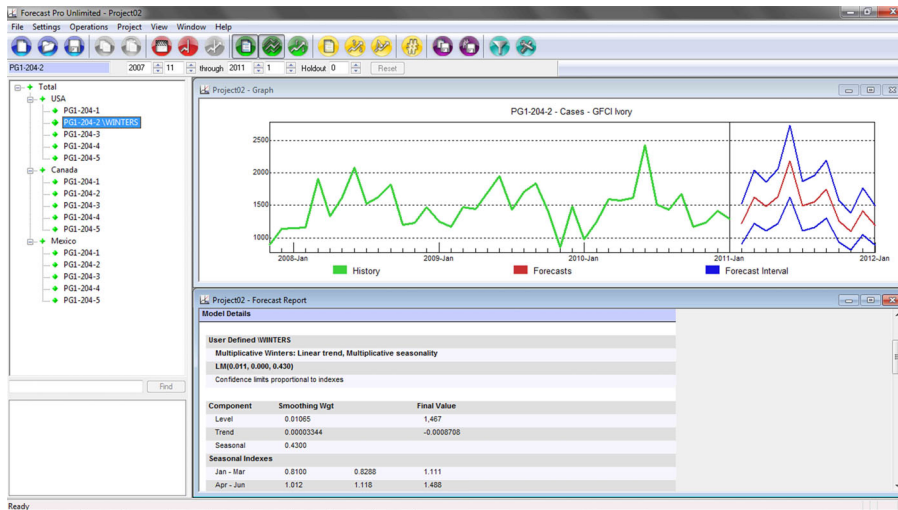 Forecast Pro Unlimited - Project02
File Settings Operations Project View Window Help
PG1-204-2 2007 11 through 2011 1 Holdout 0 Reset
Total
USA
PG1-204-1
PG1-204-2 \WINTERS
PG1-204-3
PG1-204-4
PG1-204-5
Canada
PG1-204-1
PG1-204-2
PG1-204-3
PG1-204-4
PG1-204-5
Mexico
PG1-204-1
PG1-204-2
PG1-204-3
PG1-204-4
PG1-204-5
Find
Project02 - Graph
PG1-204-2 - Cases - GFCI Ivory
2500
2000
1500
1000
2008-Jan 2009-Jan 2010-Jan 2011-Jan 2012-Jan
History Forecasts Forecast Interval
Project02 - Forecast Report
Model Details
User Defined \WINTERS
Multiplicative Winters: Linear trend, Multiplicative seasonality
LM(0.011, 0.000, 0.430)
Confidence limits proportional to indexes
Component Smoothing Wgt Final Value
Level 0.01065 1,467
Trend 0.00003344 -0.0008708
Seasonal 0.4300
Seasonal Indexes
Jan - Mar 0.8100 0.8288 1.111
Apr - Jun 1.012 1.118 1.488
Ready